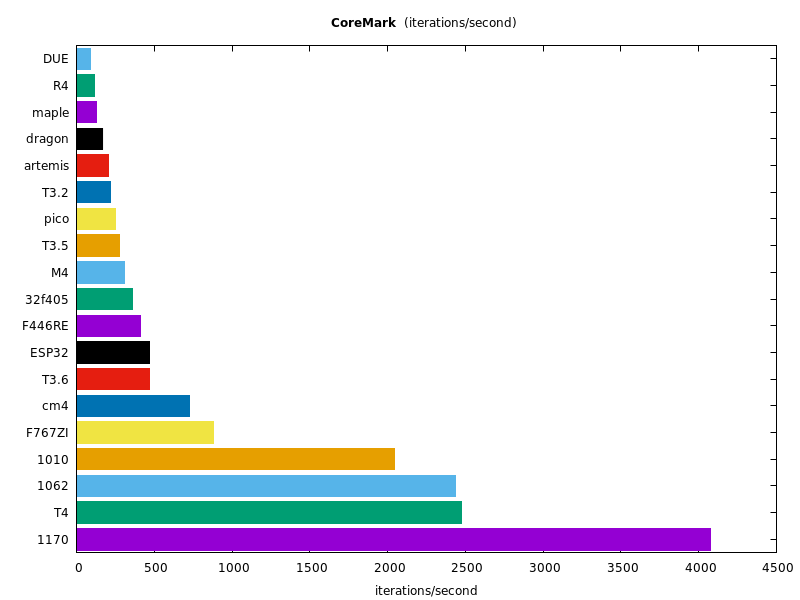 CoreMark (iterations/second)
DUE
R4
maple
dragon
artemis
T3.2
pico
T3.5
M4
32f405
F446RE
ESP32
T3.6
cm4
F767ZI
1010
1062
T4
1170
0 500 1000 1500 2000 2500 3000 3500 4000 4500
iterations/second